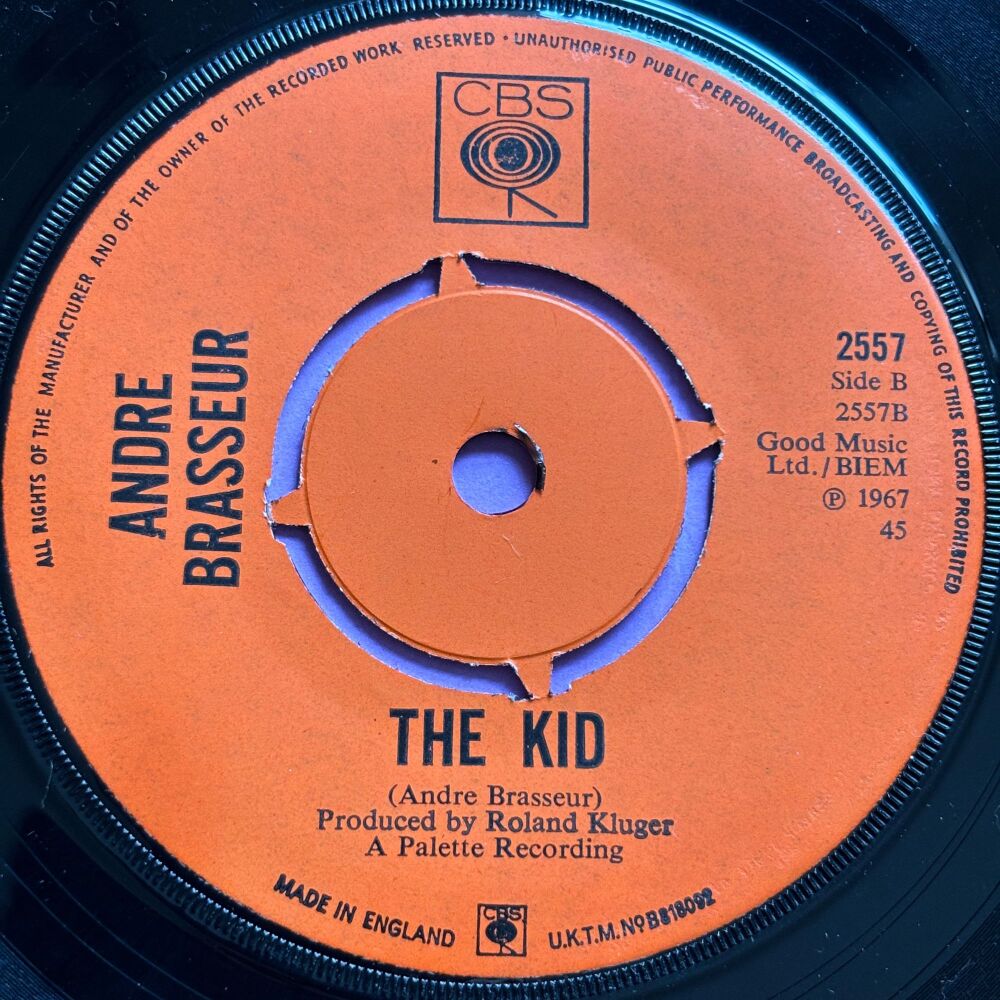 ALL RIGHTS OF THE MANUFACTURER AND OF THE OWNER OF THE RECORDED WORK RESERVED · UNAUTHORISED PUBLIC PERFORMANCE BROADCASTING AND COPYING OF THIS RECORD PROHIBITED
CBS
ANDRE
BRASSEUR
2557
Side B
2557B
Good Music
Ltd./BIEM
℗ 1967
45
THE KID
(Andre Brasseur)
Produced by Roland Kluger
A Palette Recording
MADE IN ENGLAND
CBS
U.K.T.M. Nº B818092